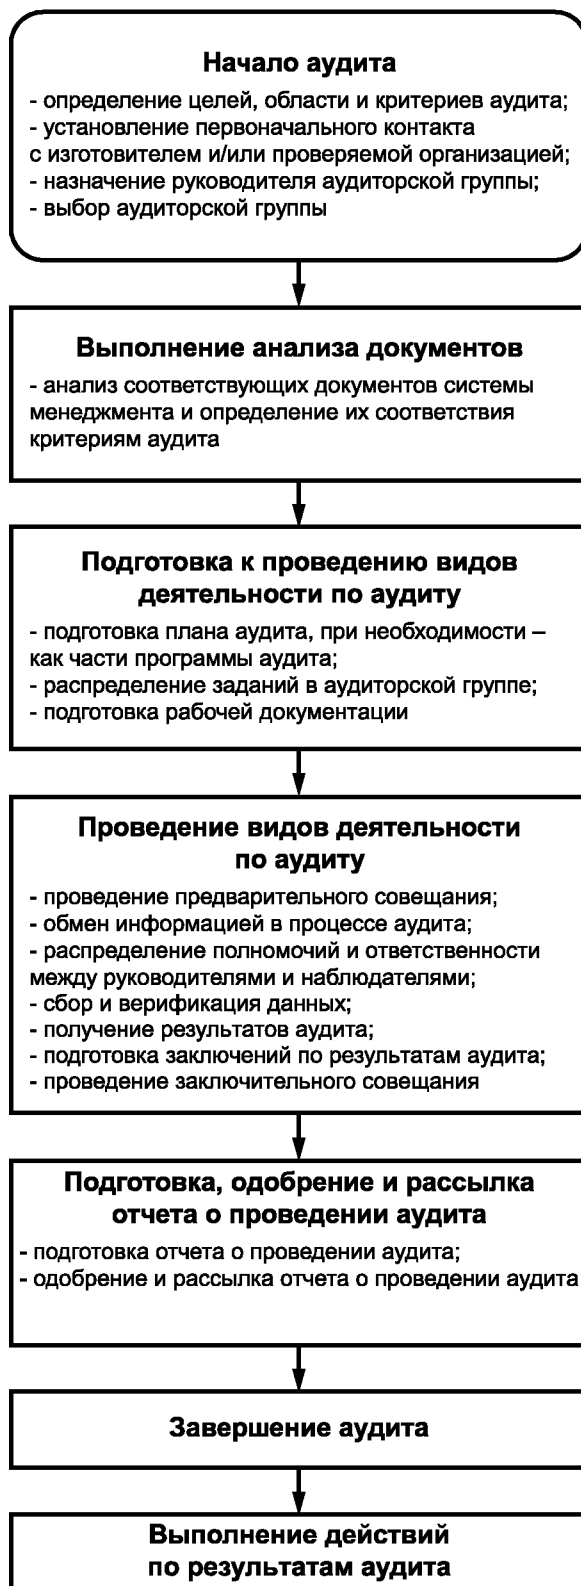 Начало аудита
- определение целей, области и критериев аудита;
- установление первоначального контакта
с изготовителем и/или проверяемой организацией;
- назначение руководителя аудиторской группы;
- выбор аудиторской группы
Выполнение анализа документов
- анализ соответствующих документов системы
менеджмента и определение их соответствия
критериям аудита
Подготовка к проведению видов
деятельности по аудиту
- подготовка плана аудита, при необходимости –
как части программы аудита;
- распределение заданий в аудиторской группе;
- подготовка рабочей документации
Проведение видов деятельности
по аудиту
- проведение предварительного совещания;
- обмен информацией в процессе аудита;
- распределение полномочий и ответственности
между руководителями и наблюдателями;
- сбор и верификация данных;
- получение результатов аудита;
- подготовка заключений по результатам аудита;
- проведение заключительного совещания
Подготовка, одобрение и рассылка
отчета о проведении аудита
- подготовка отчета о проведении аудита;
- одобрение и рассылка отчета о проведении аудита
Завершение аудита
Выполнение действий
по результатам аудита